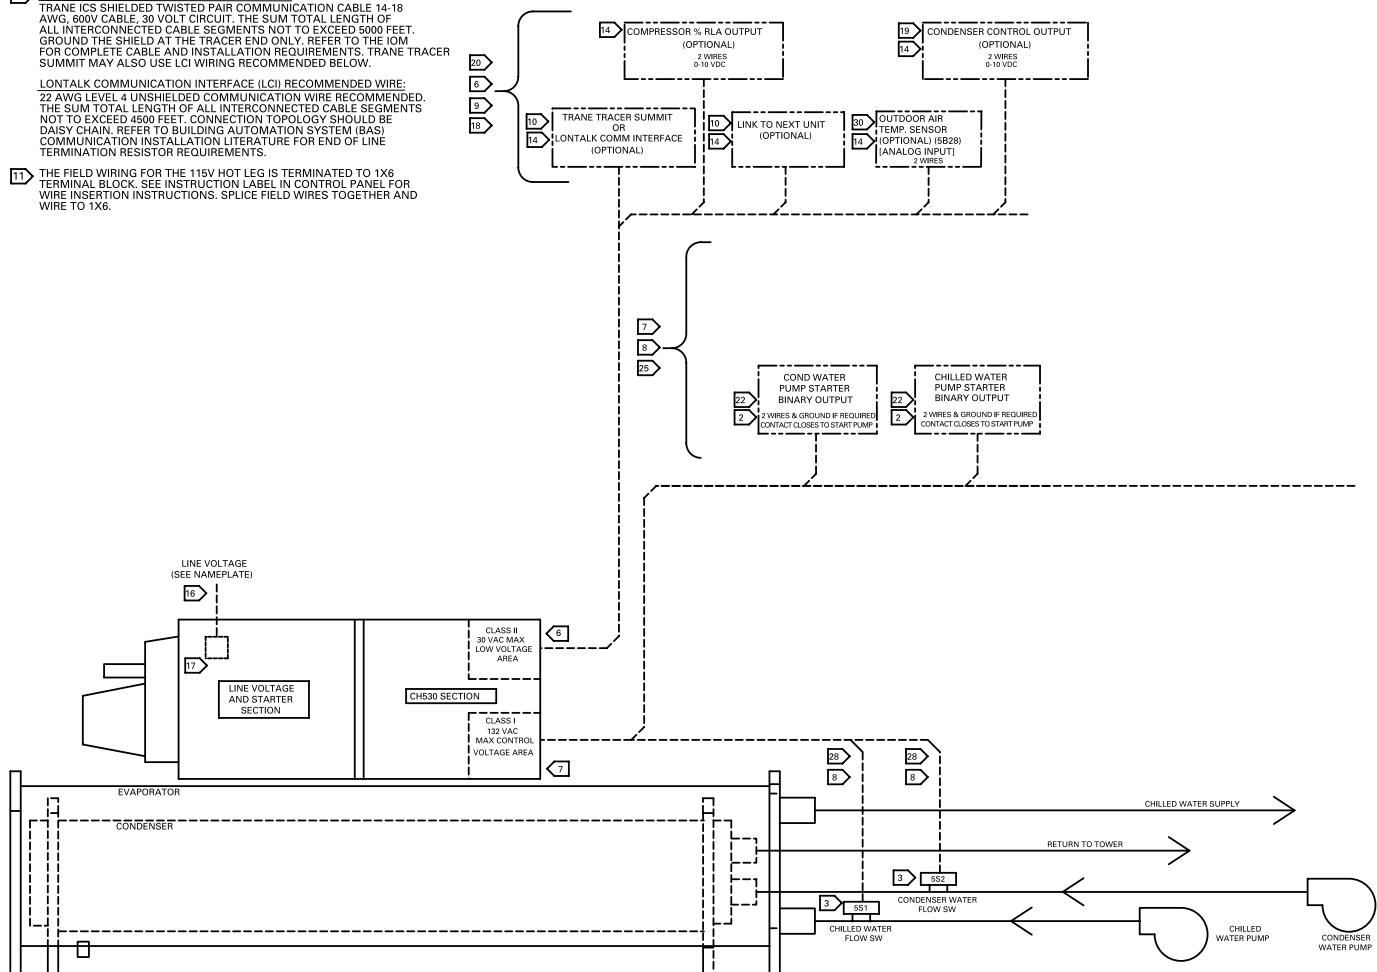 TRANE ICS SHIELDED TWISTED PAIR COMMUNICATION CABLE 14-18
AWG, 600V CABLE, 30 VOLT CIRCUIT. THE SUM TOTAL LENGTH OF
ALL INTERCONNECTED CABLE SEGMENTS NOT TO EXCEED 5000 FEET.
GROUND THE SHIELD AT THE TRACER END ONLY. REFER TO THE IOM
FOR COMPLETE CABLE AND INSTALLATION REQUIREMENTS. TRANE TRACER
SUMMIT MAY ALSO USE LCI WIRING RECOMMENDED BELOW.
LONTALK COMMUNICATION INTERFACE (LCI) RECOMMENDED WIRE:
22 AWG LEVEL 4 UNSHIELDED COMMUNICATION WIRE RECOMMENDED.
THE SUM TOTAL LENGTH OF ALL INTERCONNECTED CABLE SEGMENTS
NOT TO EXCEED 4500 FEET. CONNECTION TOPOLOGY SHOULD BE
DAISY CHAIN. REFER TO BUILDING AUTOMATION SYSTEM (BAS)
COMMUNICATION INSTALLATION LITERATURE FOR END OF LINE
TERMINATION RESISTOR REQUIREMENTS.
11 THE FIELD WIRING FOR THE 115V HOT LEG IS TERMINATED TO 1X6
TERMINAL BLOCK. SEE INSTRUCTION LABEL IN CONTROL PANEL FOR
WIRE INSERTION INSTRUCTIONS. SPLICE FIELD WIRES TOGETHER AND
WIRE TO 1X6.
20
6
9
18
14
COMPRESSOR % RLA OUTPUT
(OPTIONAL)
2 WIRES
0-10 VDC
19
14
CONDENSER CONTROL OUTPUT
(OPTIONAL)
2 WIRES
0-10 VDC
10
14
TRANE TRACER SUMMIT
OR
LONTALK COMM INTERFACE
(OPTIONAL)
10
14
LINK TO NEXT UNIT
(OPTIONAL)
30
14
OUTDOOR AIR
TEMP. SENSOR
(OPTIONAL) (5B28)
[ANALOG INPUT]
2 WIRES
7
8
25
22
2
COND WATER
PUMP STARTER
BINARY OUTPUT
2 WIRES & GROUND IF REQUIRED
CONTACT CLOSES TO START PUMP
22
2
CHILLED WATER
PUMP STARTER
BINARY OUTPUT
2 WIRES & GROUND IF REQUIRED
CONTACT CLOSES TO START PUMP
LINE VOLTAGE
(SEE NAMEPLATE)
16
17
LINE VOLTAGE
AND STARTER
SECTION
CH530 SECTION
CLASS II
30 VAC MAX
LOW VOLTAGE
AREA
6
CLASS I
132 VAC
MAX CONTROL
VOLTAGE AREA
7
28
8
28
8
EVAPORATOR
CONDENSER
CHILLED WATER SUPPLY
RETURN TO TOWER
3
5S2
CONDENSER WATER
FLOW SW
3
5S1
CHILLED WATER
FLOW SW
CHILLED
WATER PUMP
CONDENSER
WATER PUMP